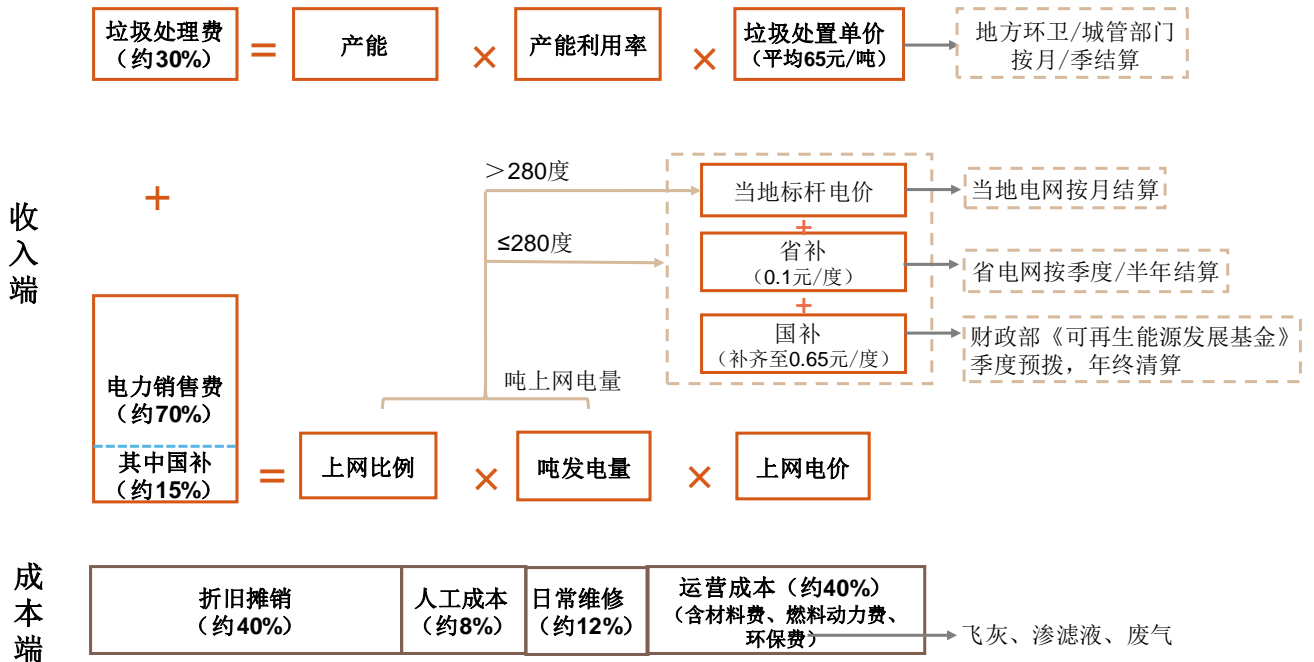 垃圾处理费
（约30%）
=
产能
×
产能利用率
×
垃圾处置单价
（平均65元/吨）
地方环卫/城管部门
按月/季结算
收入端
+
＞280度
≤280度
当地标杆电价
+
省补
（0.1元/度）
+
国补
（补齐至0.65元/度）
当地电网按月结算
省电网按季度/半年结算
财政部《可再生能源发展基金》
季度预拨，年终清算
吨上网电量
电力销售费
（约70%）
其中国补
（约15%）
=
上网比例
×
吨发电量
×
上网电价
成本端
折旧摊销
（约40%）
人工成本
（约8%）
日常维修
（约12%）
运营成本（约40%）
（含材料费、燃料动力费、
环保费）
飞灰、渗滤液、废气